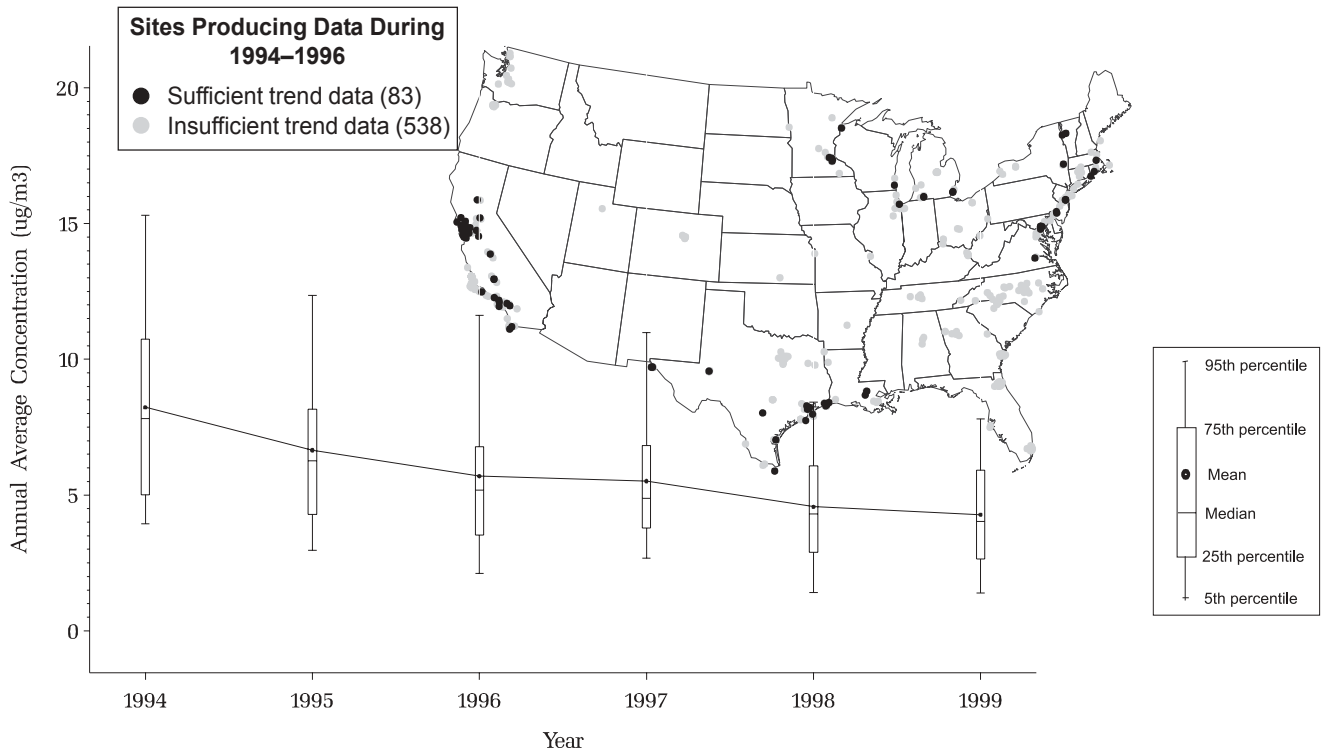 Sites Producing Data During
1994–1996
Sufficient trend data (83)
Insufficient trend data (538)
Annual Average Concentration (ug/m3)
20
15
10
5
0
95th percentile
75th percentile
Mean
Median
25th percentile
5th percentile
1994 1995 1996 1997 1998 1999
Year